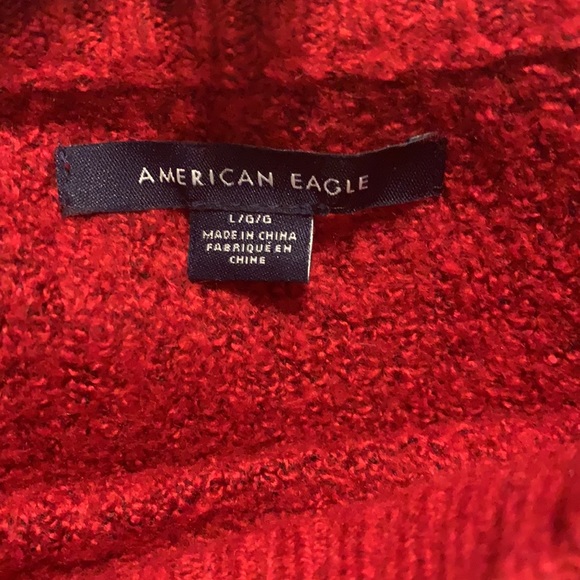 AMERICAN EAGLE
L/G/G
MADE IN CHINA
FABRIQUÉ EN
CHINE